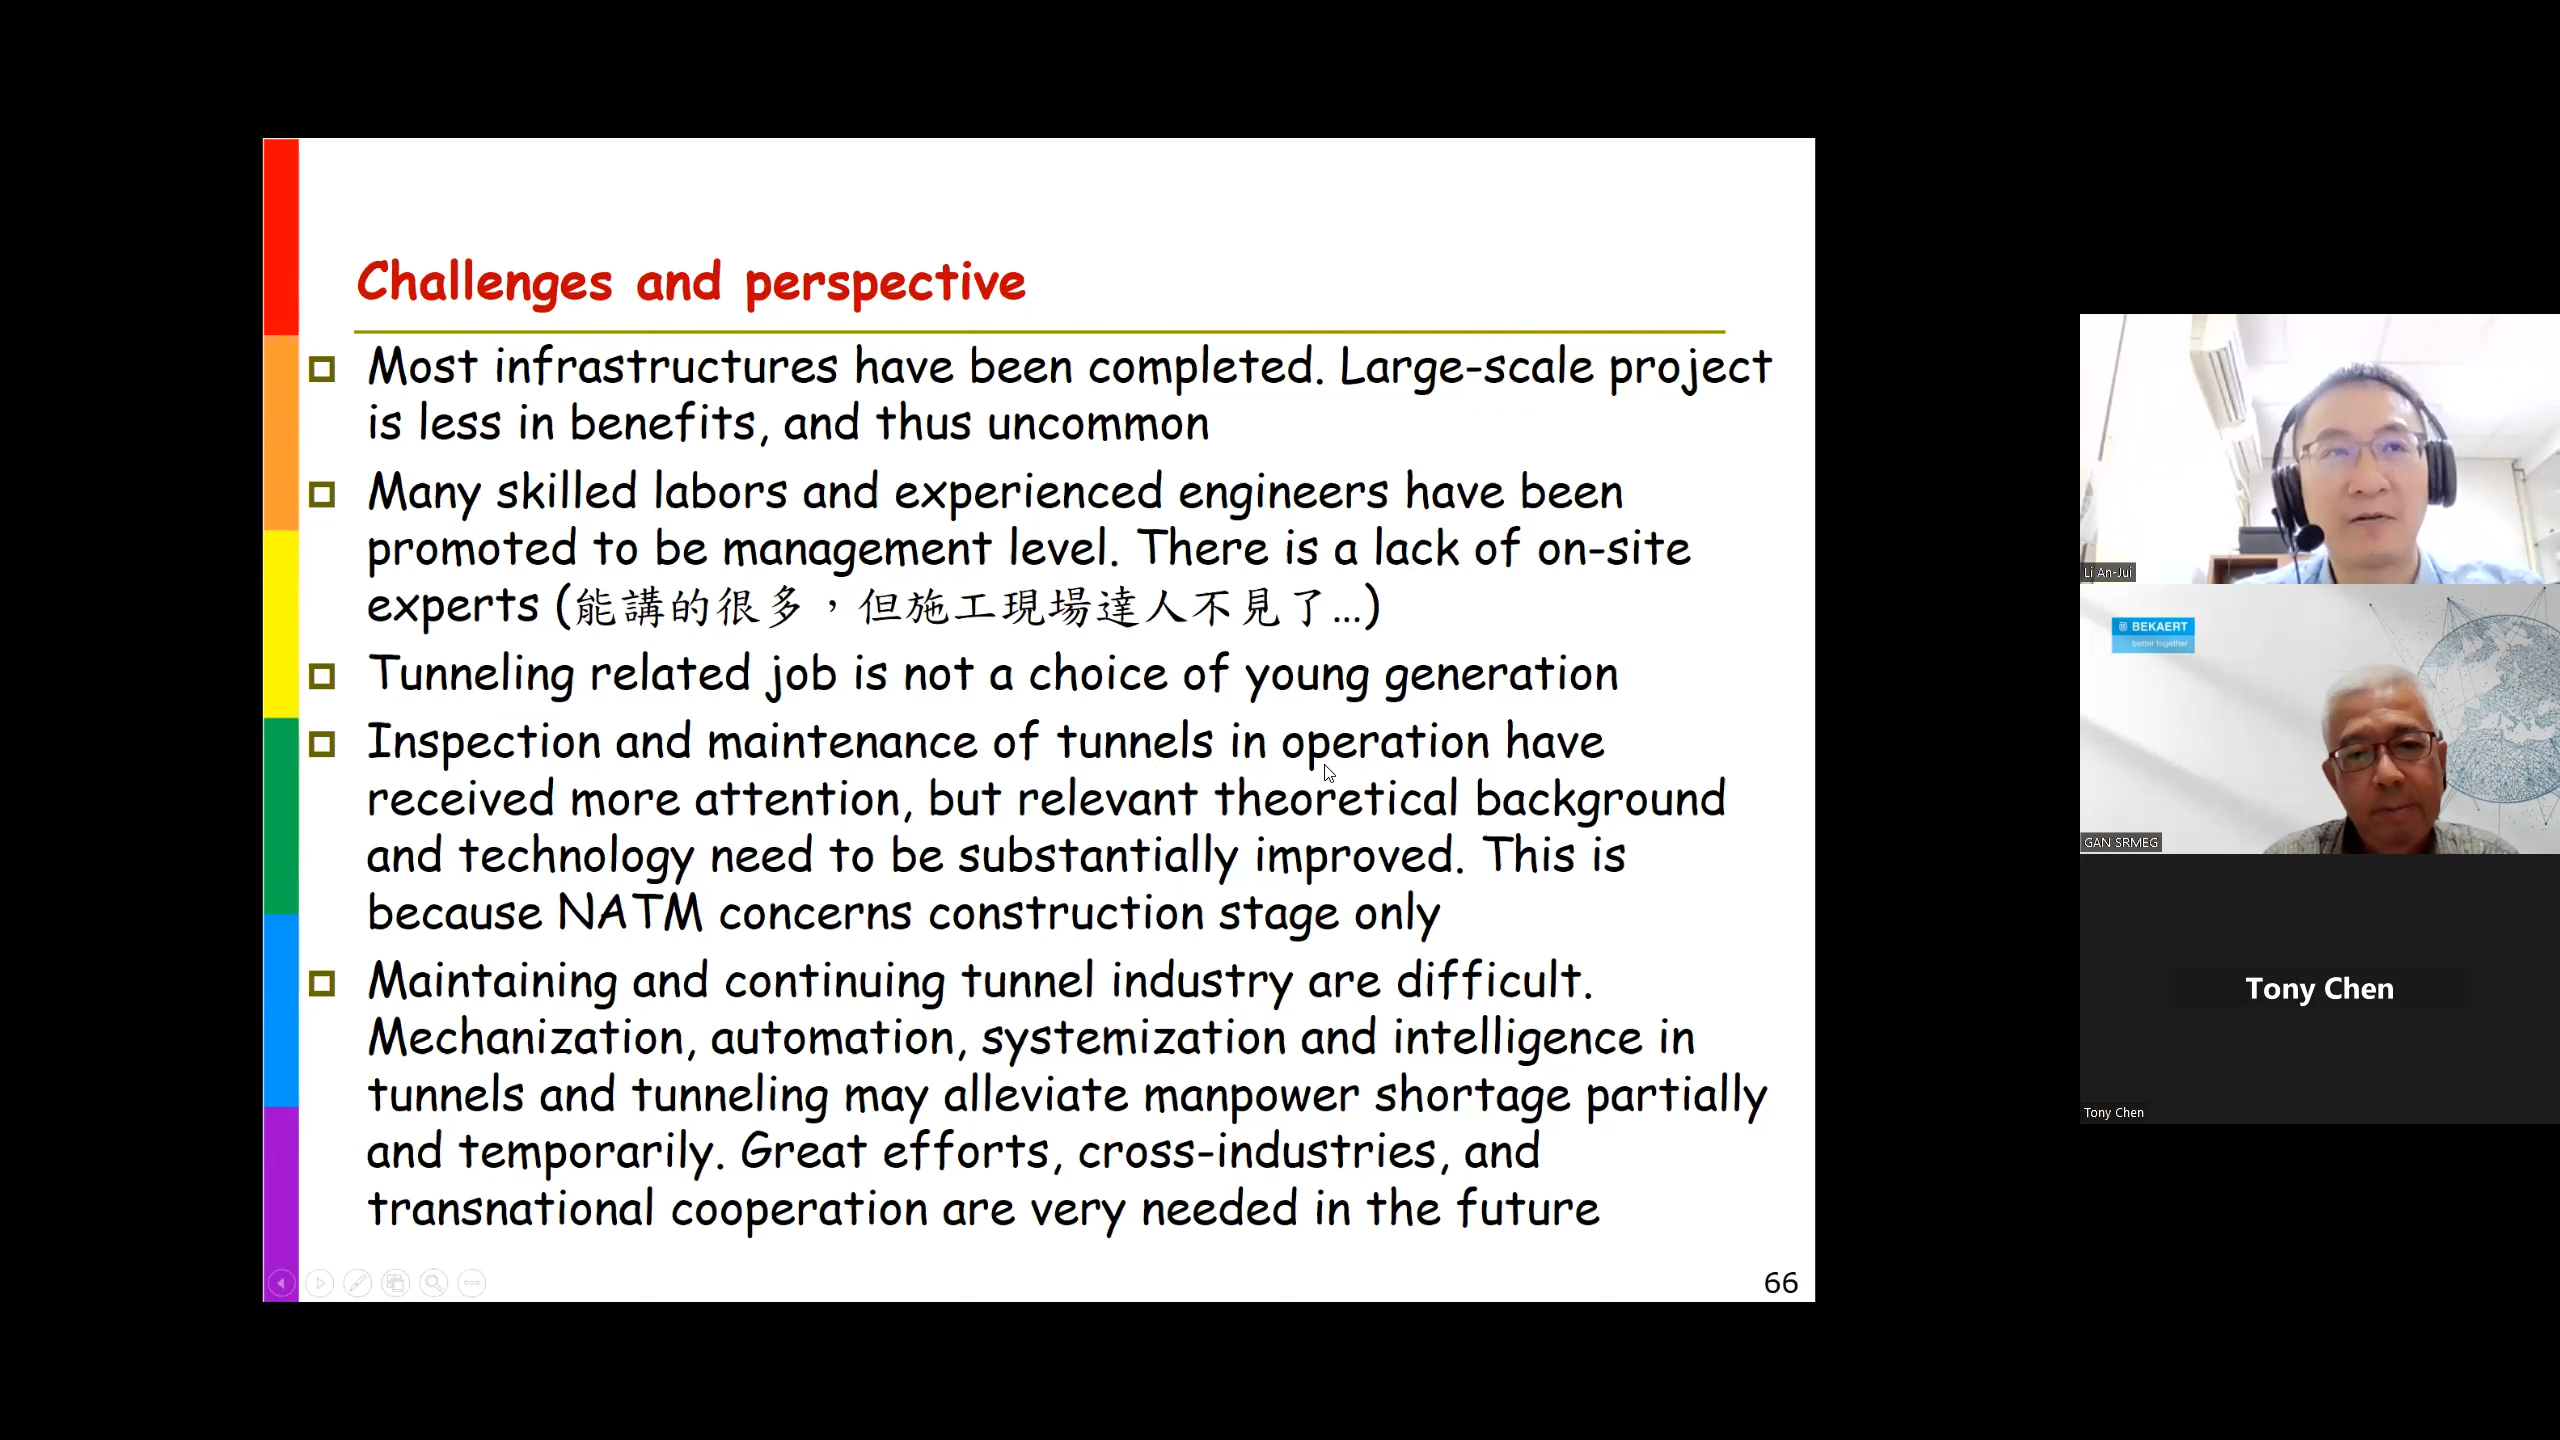 Challenges and perspective
Most infrastructures have been completed. Large-scale project
is less in benefits, and thus uncommon
Many skilled labors and experienced engineers have been
promoted to be management level. There is a lack of on-site
experts (能講的很多，但施工現場達人不見了…)
Tunneling related job is not a choice of young generation
Inspection and maintenance of tunnels in operation have
received more attention, but relevant theoretical background
and technology need to be substantially improved. This is
because NATM concerns construction stage only
Maintaining and continuing tunnel industry are difficult.
Mechanization, automation, systemization and intelligence in
tunnels and tunneling may alleviate manpower shortage partially
and temporarily. Great efforts, cross-industries, and
transnational cooperation are very needed in the future
66
Li An-Jui
BEKAERT
better together
GAN SRMEG
Tony Chen
Tony Chen